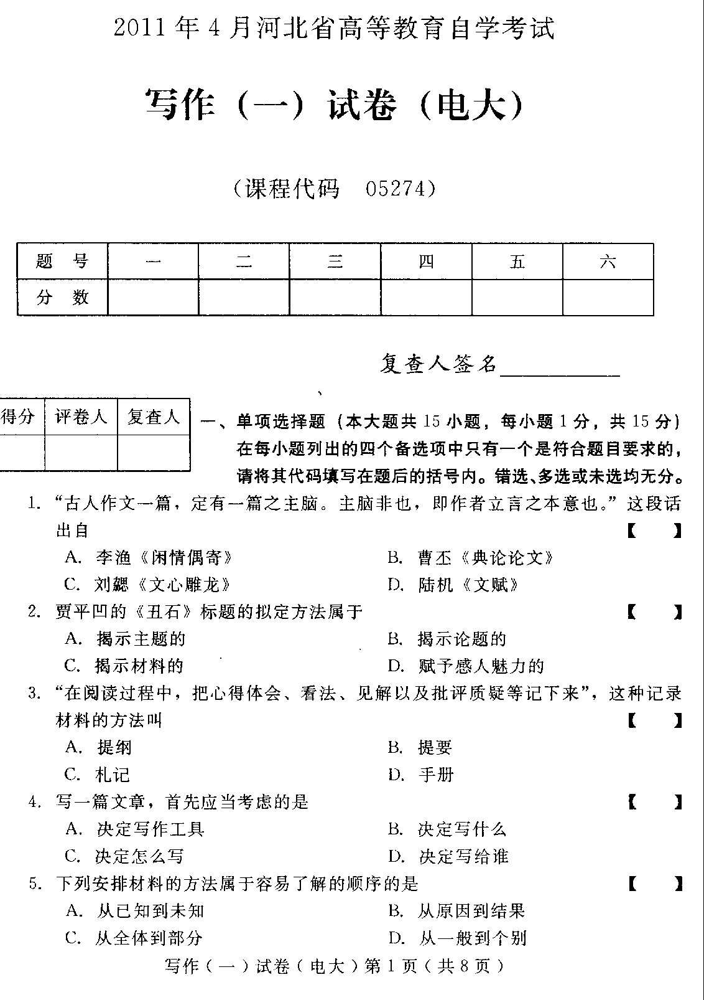 2011 年 4 月河北省高等教育自学考试
写作（一）试卷（电大）
（课程代码 05274）
题 号 一 二 三 四 五 六
分 数
复查人签名
得分 评卷人 复查人
一、单项选择题（本大题共 15 小题，每小题 1 分，共 15 分）
在每小题列出的四个备选项中只有一个是符合题目要求的，
请将其代码填写在题后的括号内。错选、多选或未选均无分。
1. “古人作文一篇，定有一篇之主脑。主脑非也，即作者立言之本意也。”这段话
出自 【 】
A. 李渔《闲情偶寄》 B. 曹丕《典论论文》
C. 刘勰《文心雕龙》 D. 陆机《文赋》
2. 贾平凹的《丑石》标题的拟定方法属于 【 】
A. 揭示主题的 B. 揭示论题的
C. 揭示材料的 D. 赋予感人魅力的
3. “在阅读过程中，把心得体会、看法、见解以及批评质疑等记下来”，这种记录
材料的方法叫 【 】
A. 提纲 B. 提要
C. 札记 D. 手册
4. 写一篇文章，首先应当考虑的是 【 】
A. 决定写作工具 B. 决定写什么
C. 决定怎么写 D. 决定写给谁
5. 下列安排材料的方法属于容易了解的顺序的是 【 】
A. 从已知到未知 B. 从原因到结果
C. 从全体到部分 D. 从一般到个别
写作（一）试卷（电大）第 1 页（共 8 页）